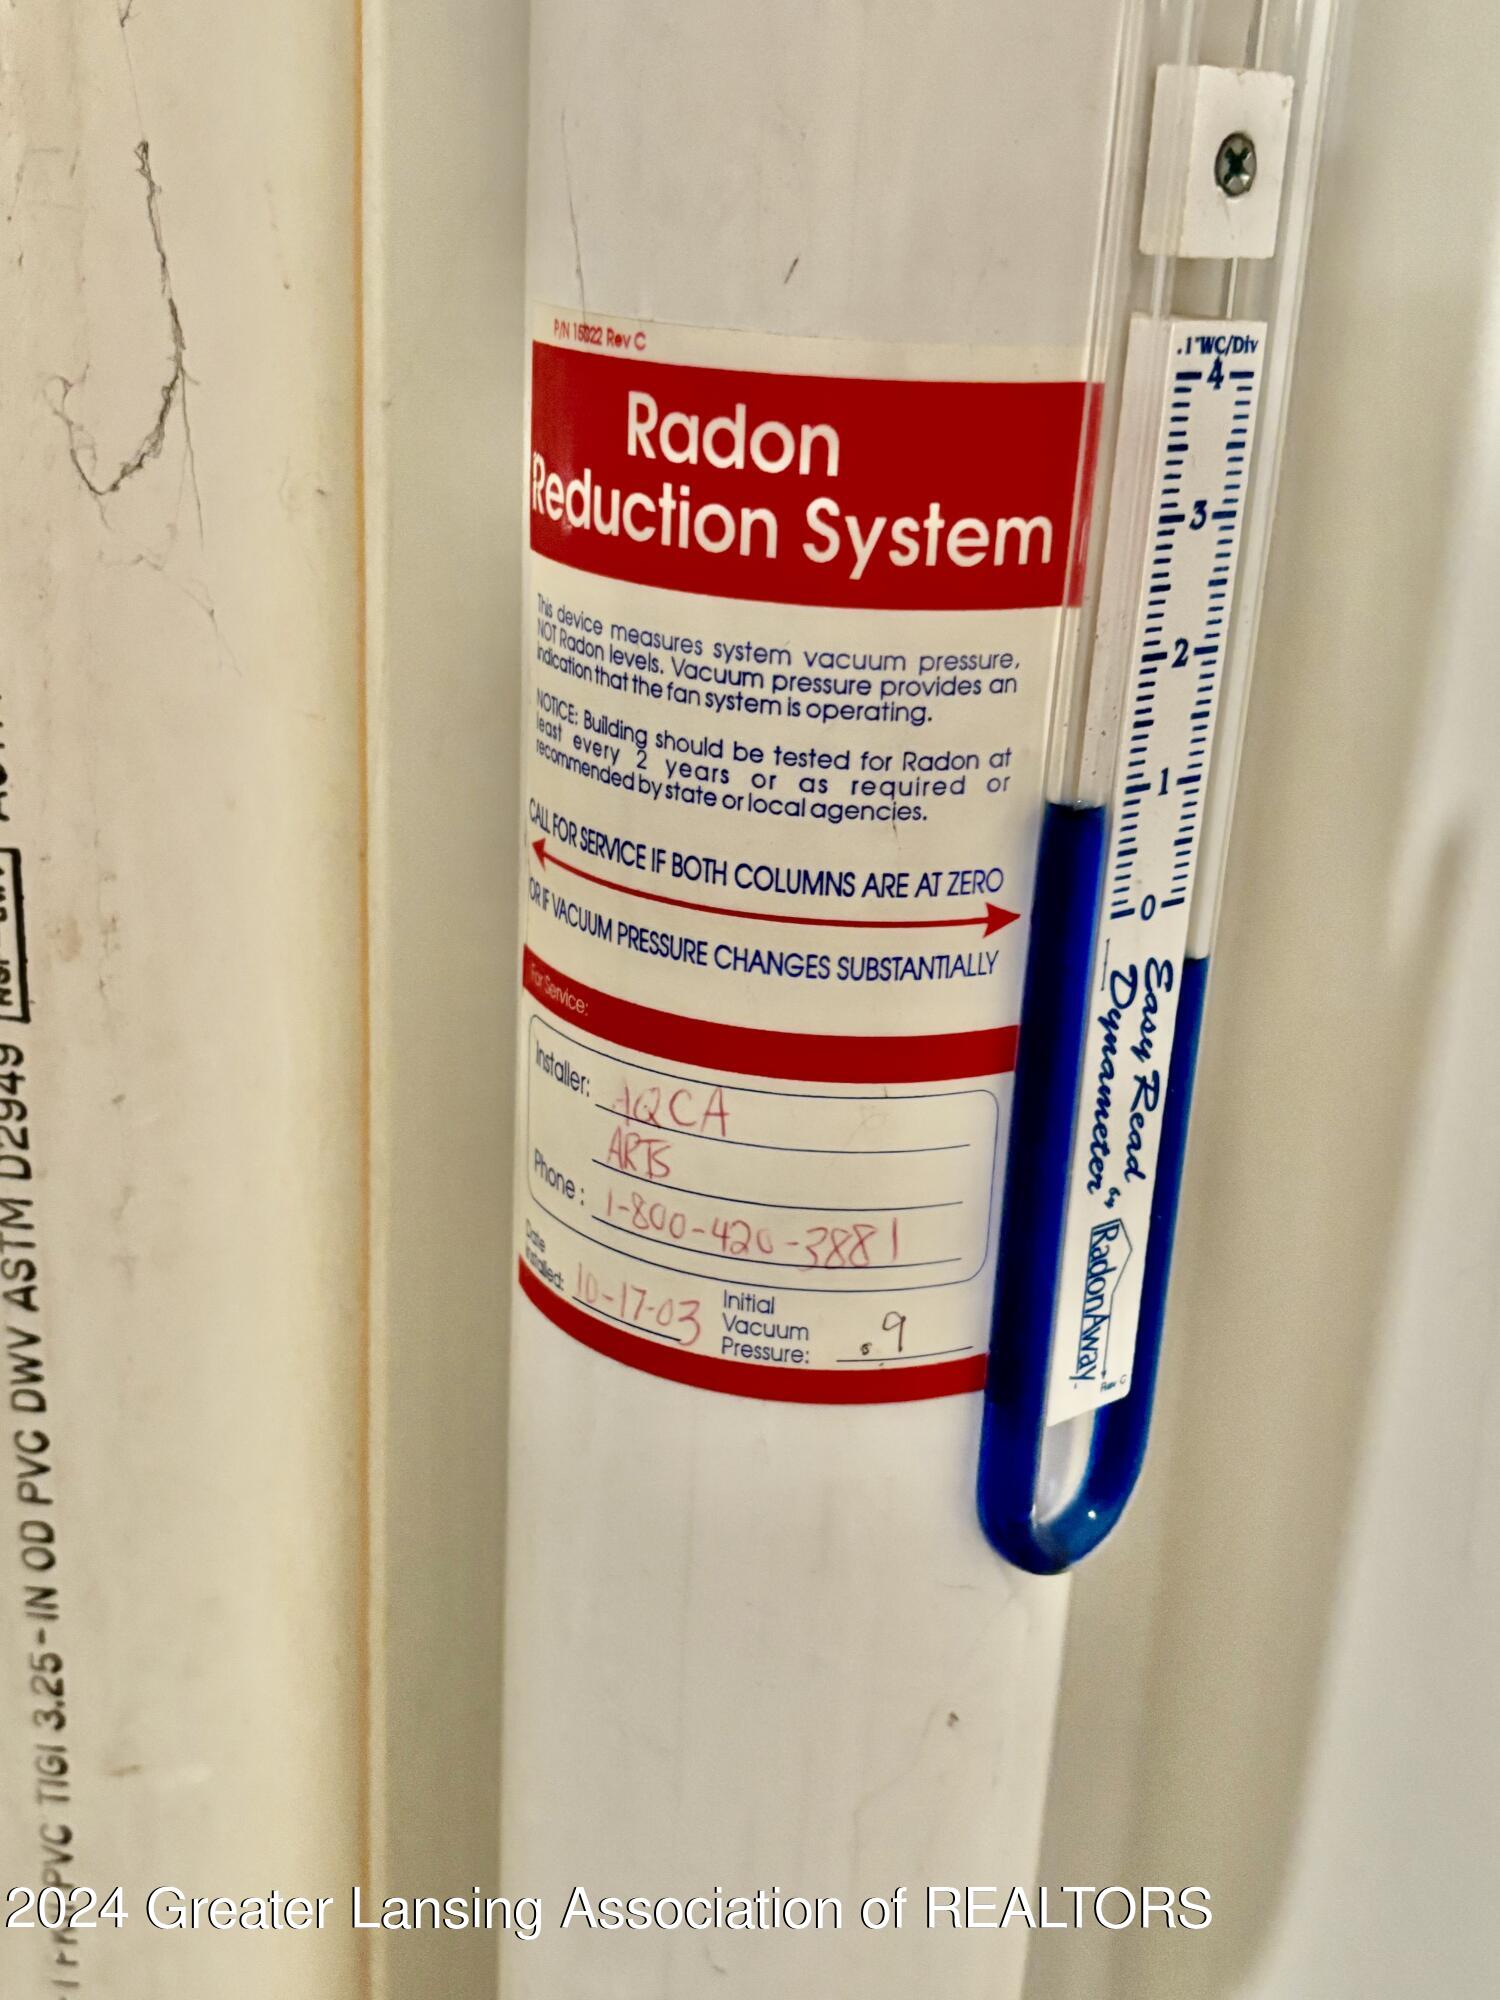 P/N 15022 Rev C
Radon
Reduction System
This device measures system vacuum pressure,
NOT Radon levels. Vacuum pressure provides an
indication that the fan system is operating.
NOTICE: Building should be tested for Radon at
least every 2 years or as required or
recommended by state or local agencies.
CALL FOR SERVICE IF BOTH COLUMNS ARE AT ZERO
OR IF VACUUM PRESSURE CHANGES SUBSTANTIALLY
For Service:
Installer: AQCA
ARTS
Phone: 1-800-420-3881
Date
Installed: 10-17-03
Initial
Vacuum
Pressure: .9
.1"WC/Div
4
3
2
1
0
Easy Read
Dynameter by
RadonAway
Rev C
PVC TIGI 3.25-IN OD PVC DWV ASTM D2949
2024 Greater Lansing Association of REALTORS